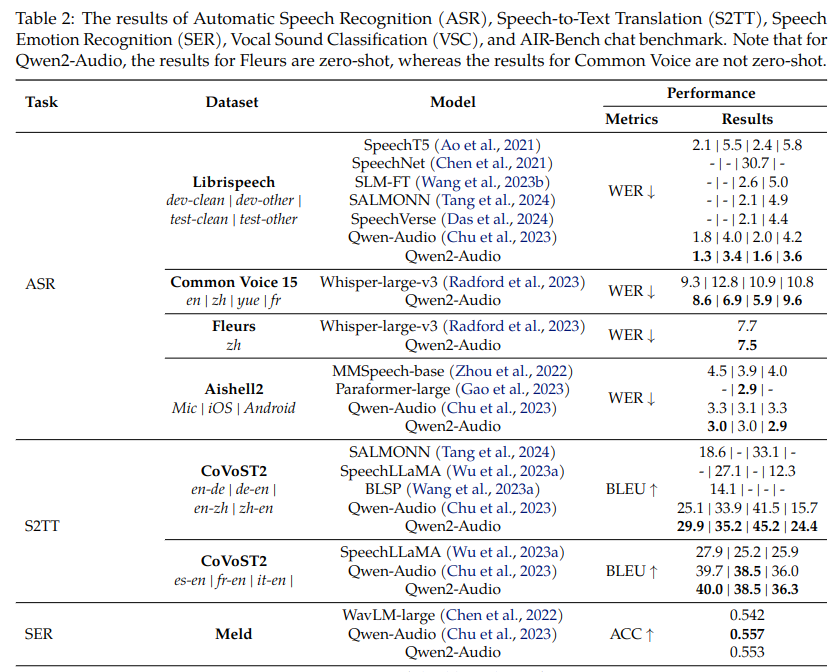 Table 2: The results of Automatic Speech Recognition (ASR), Speech-to-Text Translation (S2TT), Speech
Emotion Recognition (SER), Vocal Sound Classification (VSC), and AIR-Bench chat benchmark. Note that for
Qwen2-Audio, the results for Fleurs are zero-shot, whereas the results for Common Voice are not zero-shot.
Task Dataset Model Performance
Metrics Results
SpeechT5 (Ao et al., 2021) 2.1 | 5.5 | 2.4 | 5.8
SpeechNet (Chen et al., 2021) - | - | 30.7 | -
Librispeech SLM-FT (Wang et al., 2023b) - | - | 2.6 | 5.0
dev-clean | dev-other | SALMONN (Tang et al., 2024) WER ↓ - | - | 2.1 | 4.9
test-clean | test-other SpeechVerse (Das et al., 2024) - | - | 2.1 | 4.4
Qwen-Audio (Chu et al., 2023) 1.8 | 4.0 | 2.0 | 4.2
Qwen2-Audio 1.3 | 3.4 | 1.6 | 3.6
ASR
Common Voice 15 Whisper-large-v3 (Radford et al., 2023) WER ↓ 9.3 | 12.8 | 10.9 | 10.8
en | zh | yue | fr Qwen2-Audio 8.6 | 6.9 | 5.9 | 9.6
Fleurs Whisper-large-v3 (Radford et al., 2023) WER ↓ 7.7
zh Qwen2-Audio 7.5
MMSpeech-base (Zhou et al., 2022) 4.5 | 3.9 | 4.0
Aishell2 Paraformer-large (Gao et al., 2023) WER ↓ - | 2.9 | -
Mic | iOS | Android Qwen-Audio (Chu et al., 2023) 3.3 | 3.1 | 3.3
Qwen2-Audio 3.0 | 3.0 | 2.9
SALMONN (Tang et al., 2024) 18.6 | - | 33.1 | -
CoVoST2 SpeechLLaMA (Wu et al., 2023a) - | 27.1 | - | 12.3
en-de | de-en | BLSP (Wang et al., 2023a) BLEU ↑ 14.1 | - | - | -
en-zh | zh-en Qwen-Audio (Chu et al., 2023) 25.1 | 33.9 | 41.5 | 15.7
Qwen2-Audio 29.9 | 35.2 | 45.2 | 24.4
S2TT
CoVoST2 SpeechLLaMA (Wu et al., 2023a) 27.9 | 25.2 | 25.9
es-en | fr-en | it-en | Qwen-Audio (Chu et al., 2023) BLEU ↑ 39.7 | 38.5 | 36.0
Qwen2-Audio 40.0 | 38.5 | 36.3
WavLM-large (Chen et al., 2022) 0.542
SER Meld Qwen-Audio (Chu et al., 2023) ACC ↑ 0.557
Qwen2-Audio 0.553